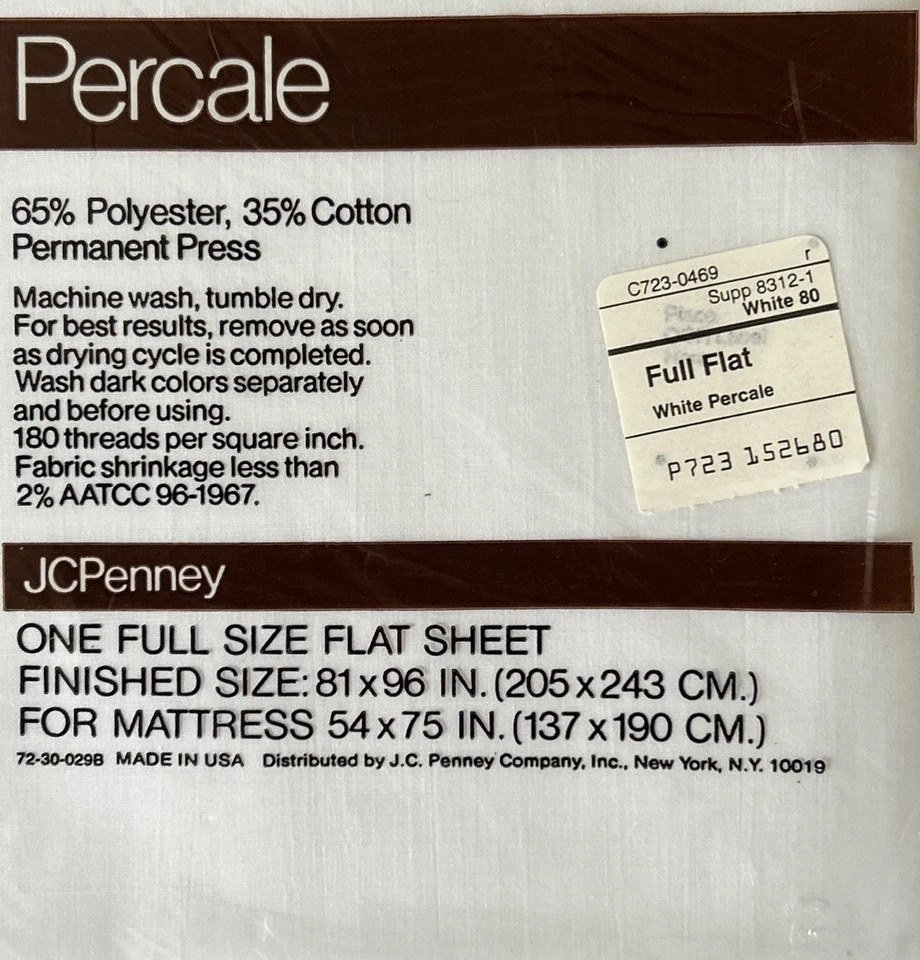 Percale
65% Polyester, 35% Cotton
Permanent Press
Machine wash, tumble dry.
For best results, remove as soon
as drying cycle is completed.
Wash dark colors separately
and before using.
180 threads per square inch.
Fabric shrinkage less than
2% AATCC 96-1967.
r
C723-0469
Supp 8312-1
White 80
Full Flat
White Percale
P723 152680
JCPenney
ONE FULL SIZE FLAT SHEET
FINISHED SIZE: 81 x 96 IN. (205 x 243 CM.)
FOR MATTRESS 54 x 75 IN. (137 x 190 CM.)
72-30-029B MADE IN USA Distributed by J.C. Penney Company, Inc., New York, N.Y. 10019